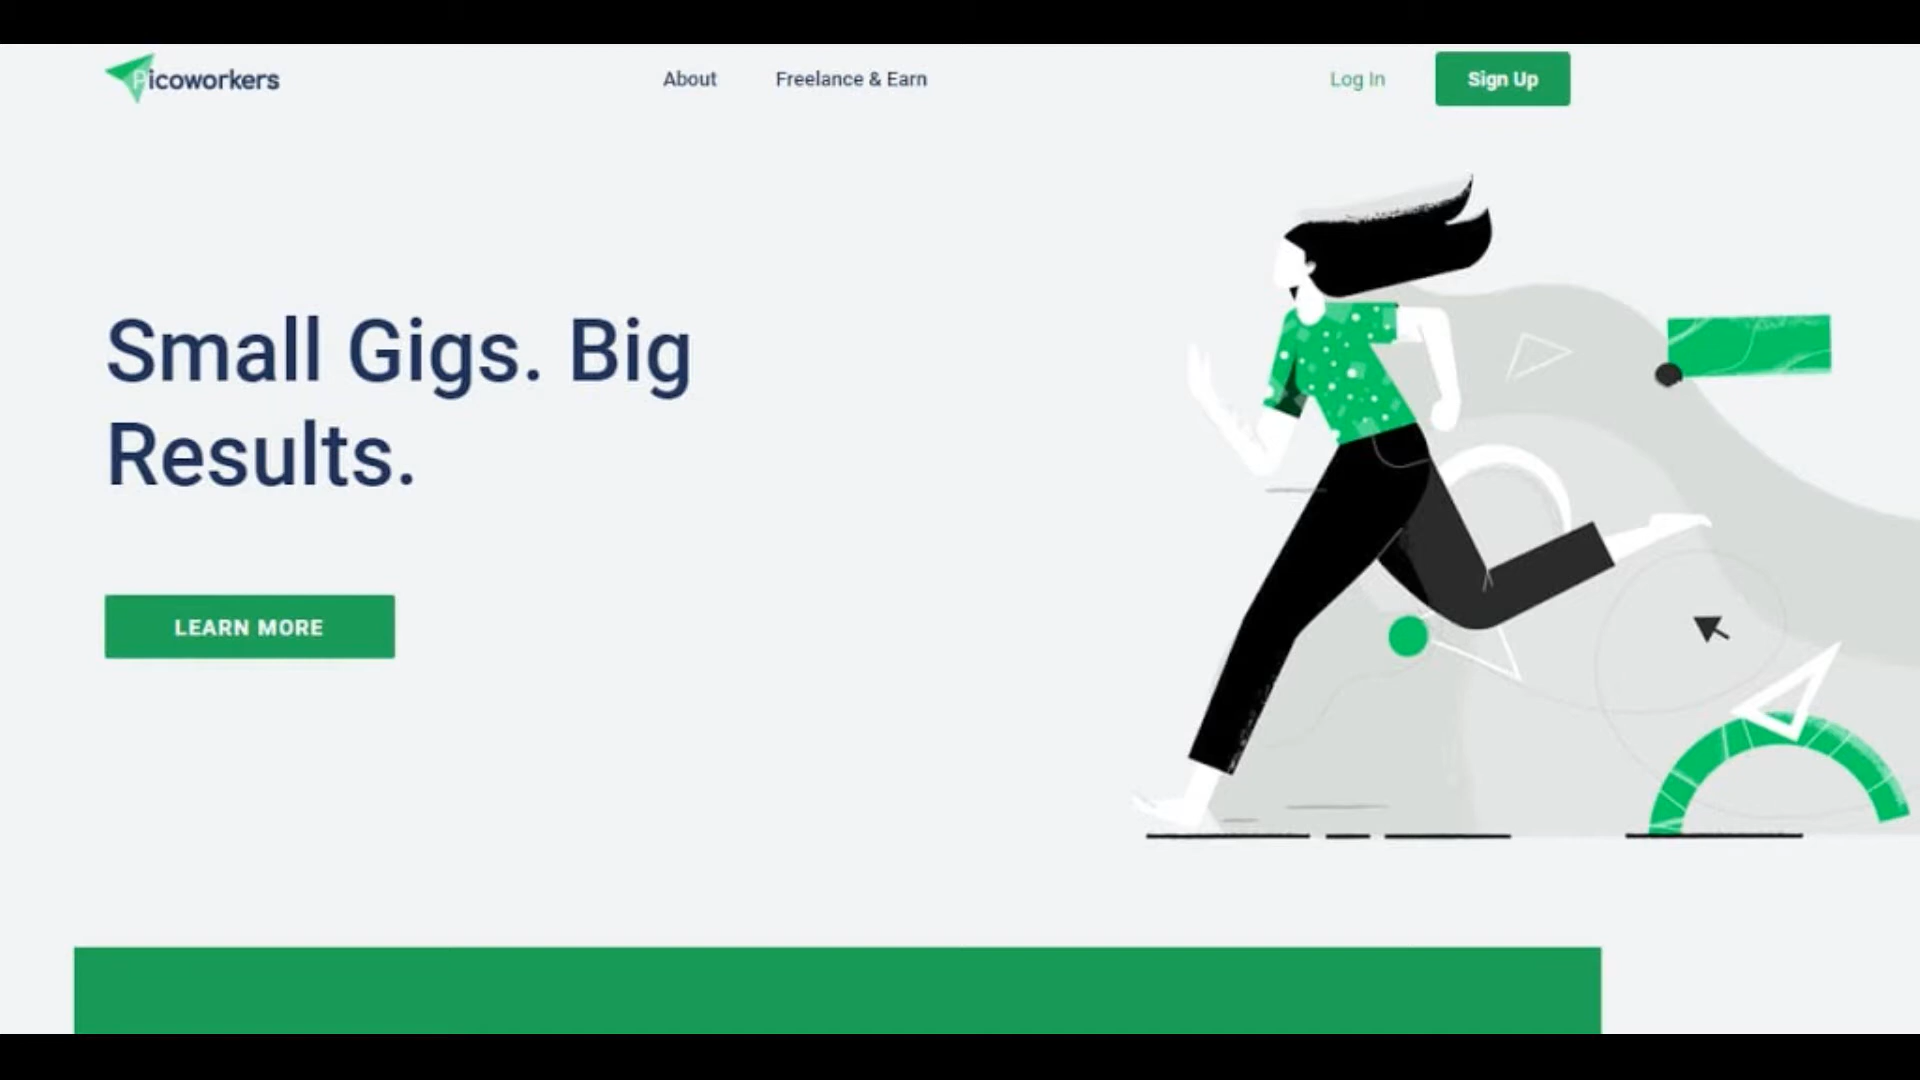 Picoworkers
About
Freelance & Earn
Log In
Sign Up
Small Gigs. Big
Results.
LEARN MORE